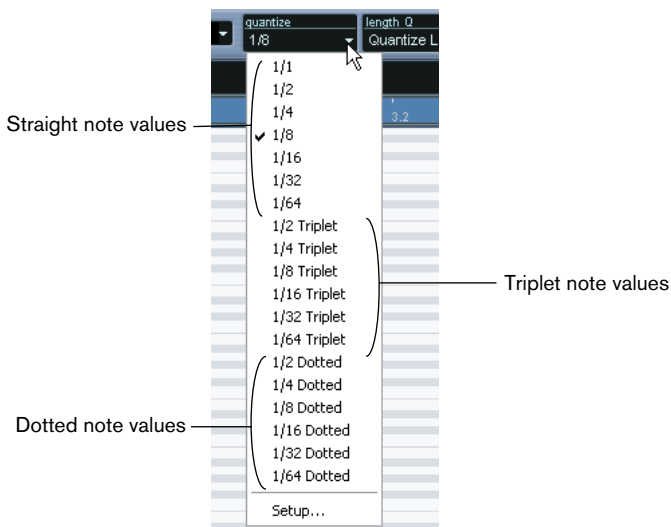 quantize length Q
1/8 Quantize L
1/1
1/2
1/4
3.2
Straight note values
1/8
1/16
1/32
1/64
1/2 Triplet
1/4 Triplet
1/8 Triplet
Triplet note values
1/16 Triplet
1/32 Triplet
1/64 Triplet
1/2 Dotted
1/4 Dotted
1/8 Dotted
Dotted note values
1/16 Dotted
1/32 Dotted
1/64 Dotted
Setup...